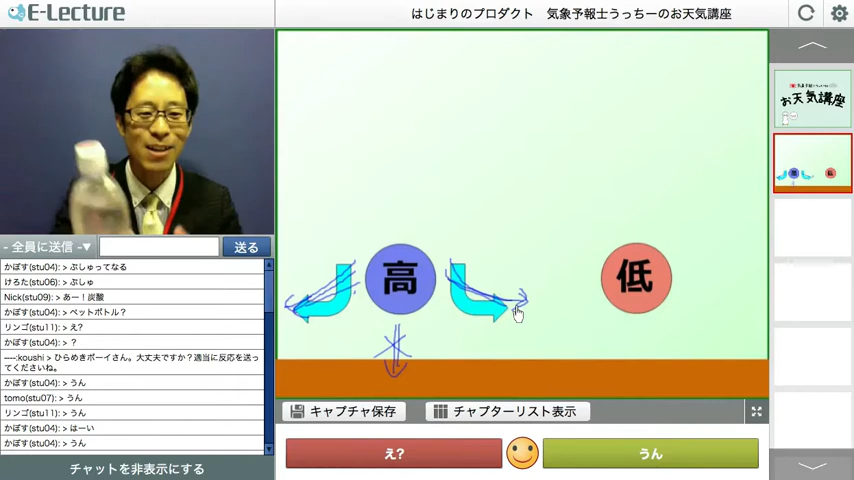 E-Lecture
はじまりのプロダクト 気象予報士うっちーのお天気講座
高
低
お天気講座
高
低
- 全員に送信 -▼
送る
かぼす(stu04): > ぷしゅってなる
けろた(stu06): > ぷしゅ
Nick(stu09): > あー！炭酸
かぼす(stu04): > ペットボトル？
リンゴ(stu11): > え？
かぼす(stu04): > ？
----:koushi > ひらめきボーイさん。大丈夫ですか？適当に反応を送っ
てくださいね。
かぼす(stu04): > うん
tomo(stu07): > うん
リンゴ(stu11): > うん
かぼす(stu04): > はーい
かぼす(stu04): > うん
チャットを非表示にする
キャプチャ保存
チャプターリスト表示
え?
うん